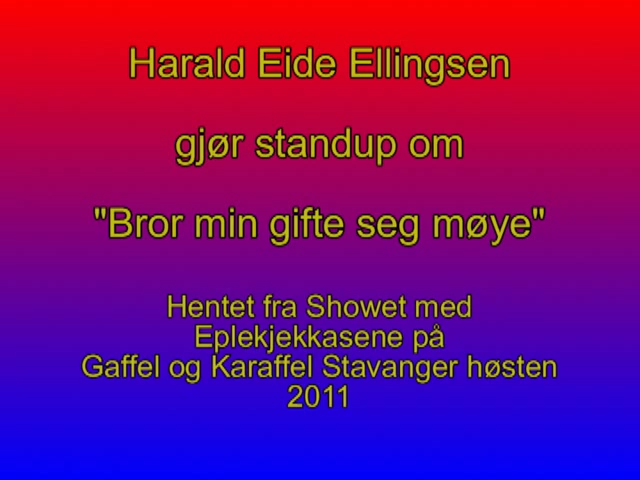 Harald Eide Ellingsen
gjør standup om
"Bror min gifte seg møye"
Hentet fra Showet med
Eplekjekkasene på
Gaffel og Karaffel Stavanger høsten
2011